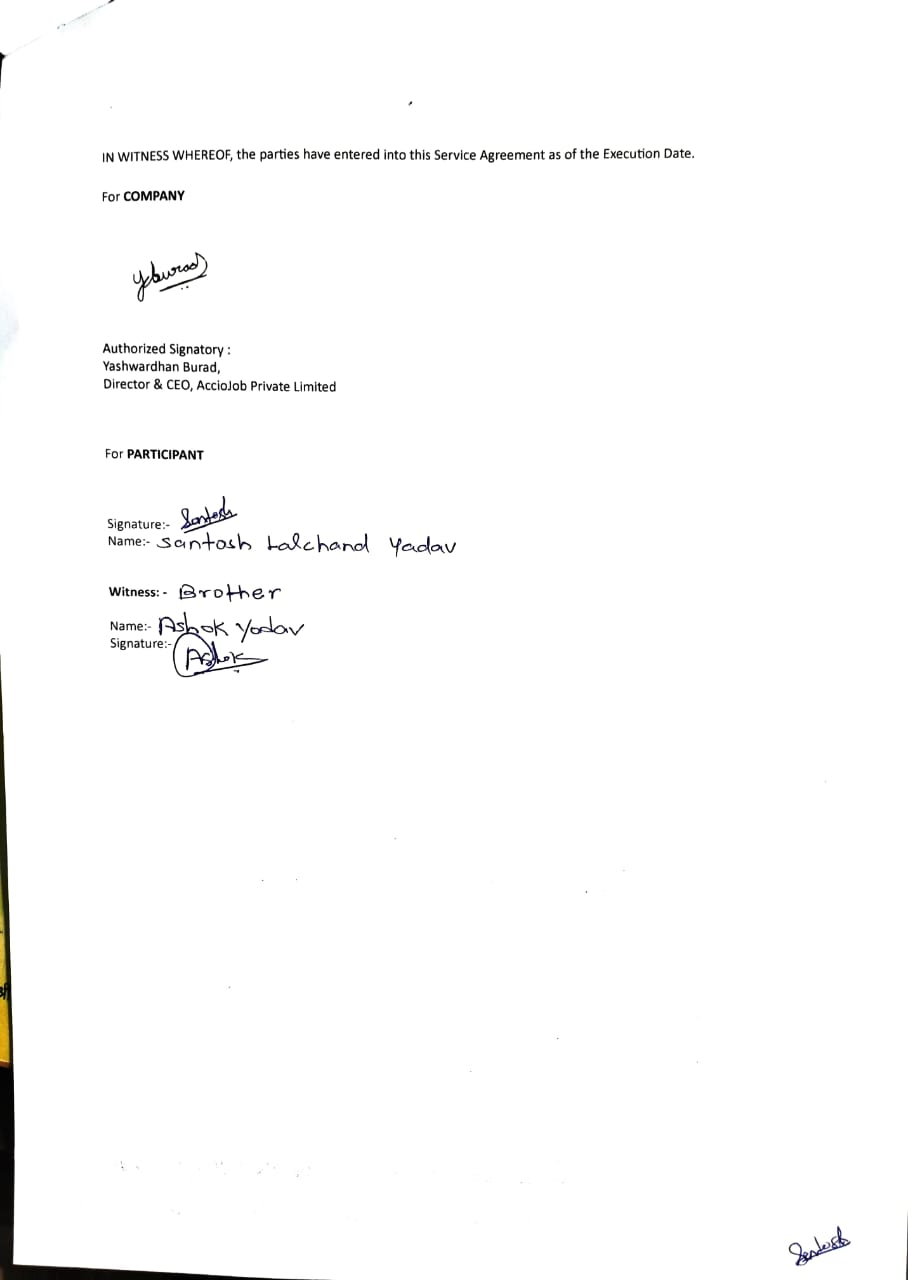 IN WITNESS WHEREOF, the parties have entered into this Service Agreement as of the Execution Date.
For COMPANY
yburad
Authorized Signatory :
Yashwardhan Burad,
Director & CEO, AccioJob Private Limited
For PARTICIPANT
Signature:- Santosh
Name:- Santosh Lalchand Yadav
Witness: - Brother
Name:- Ashok Yadav
Signature:- Ashok
Santosh